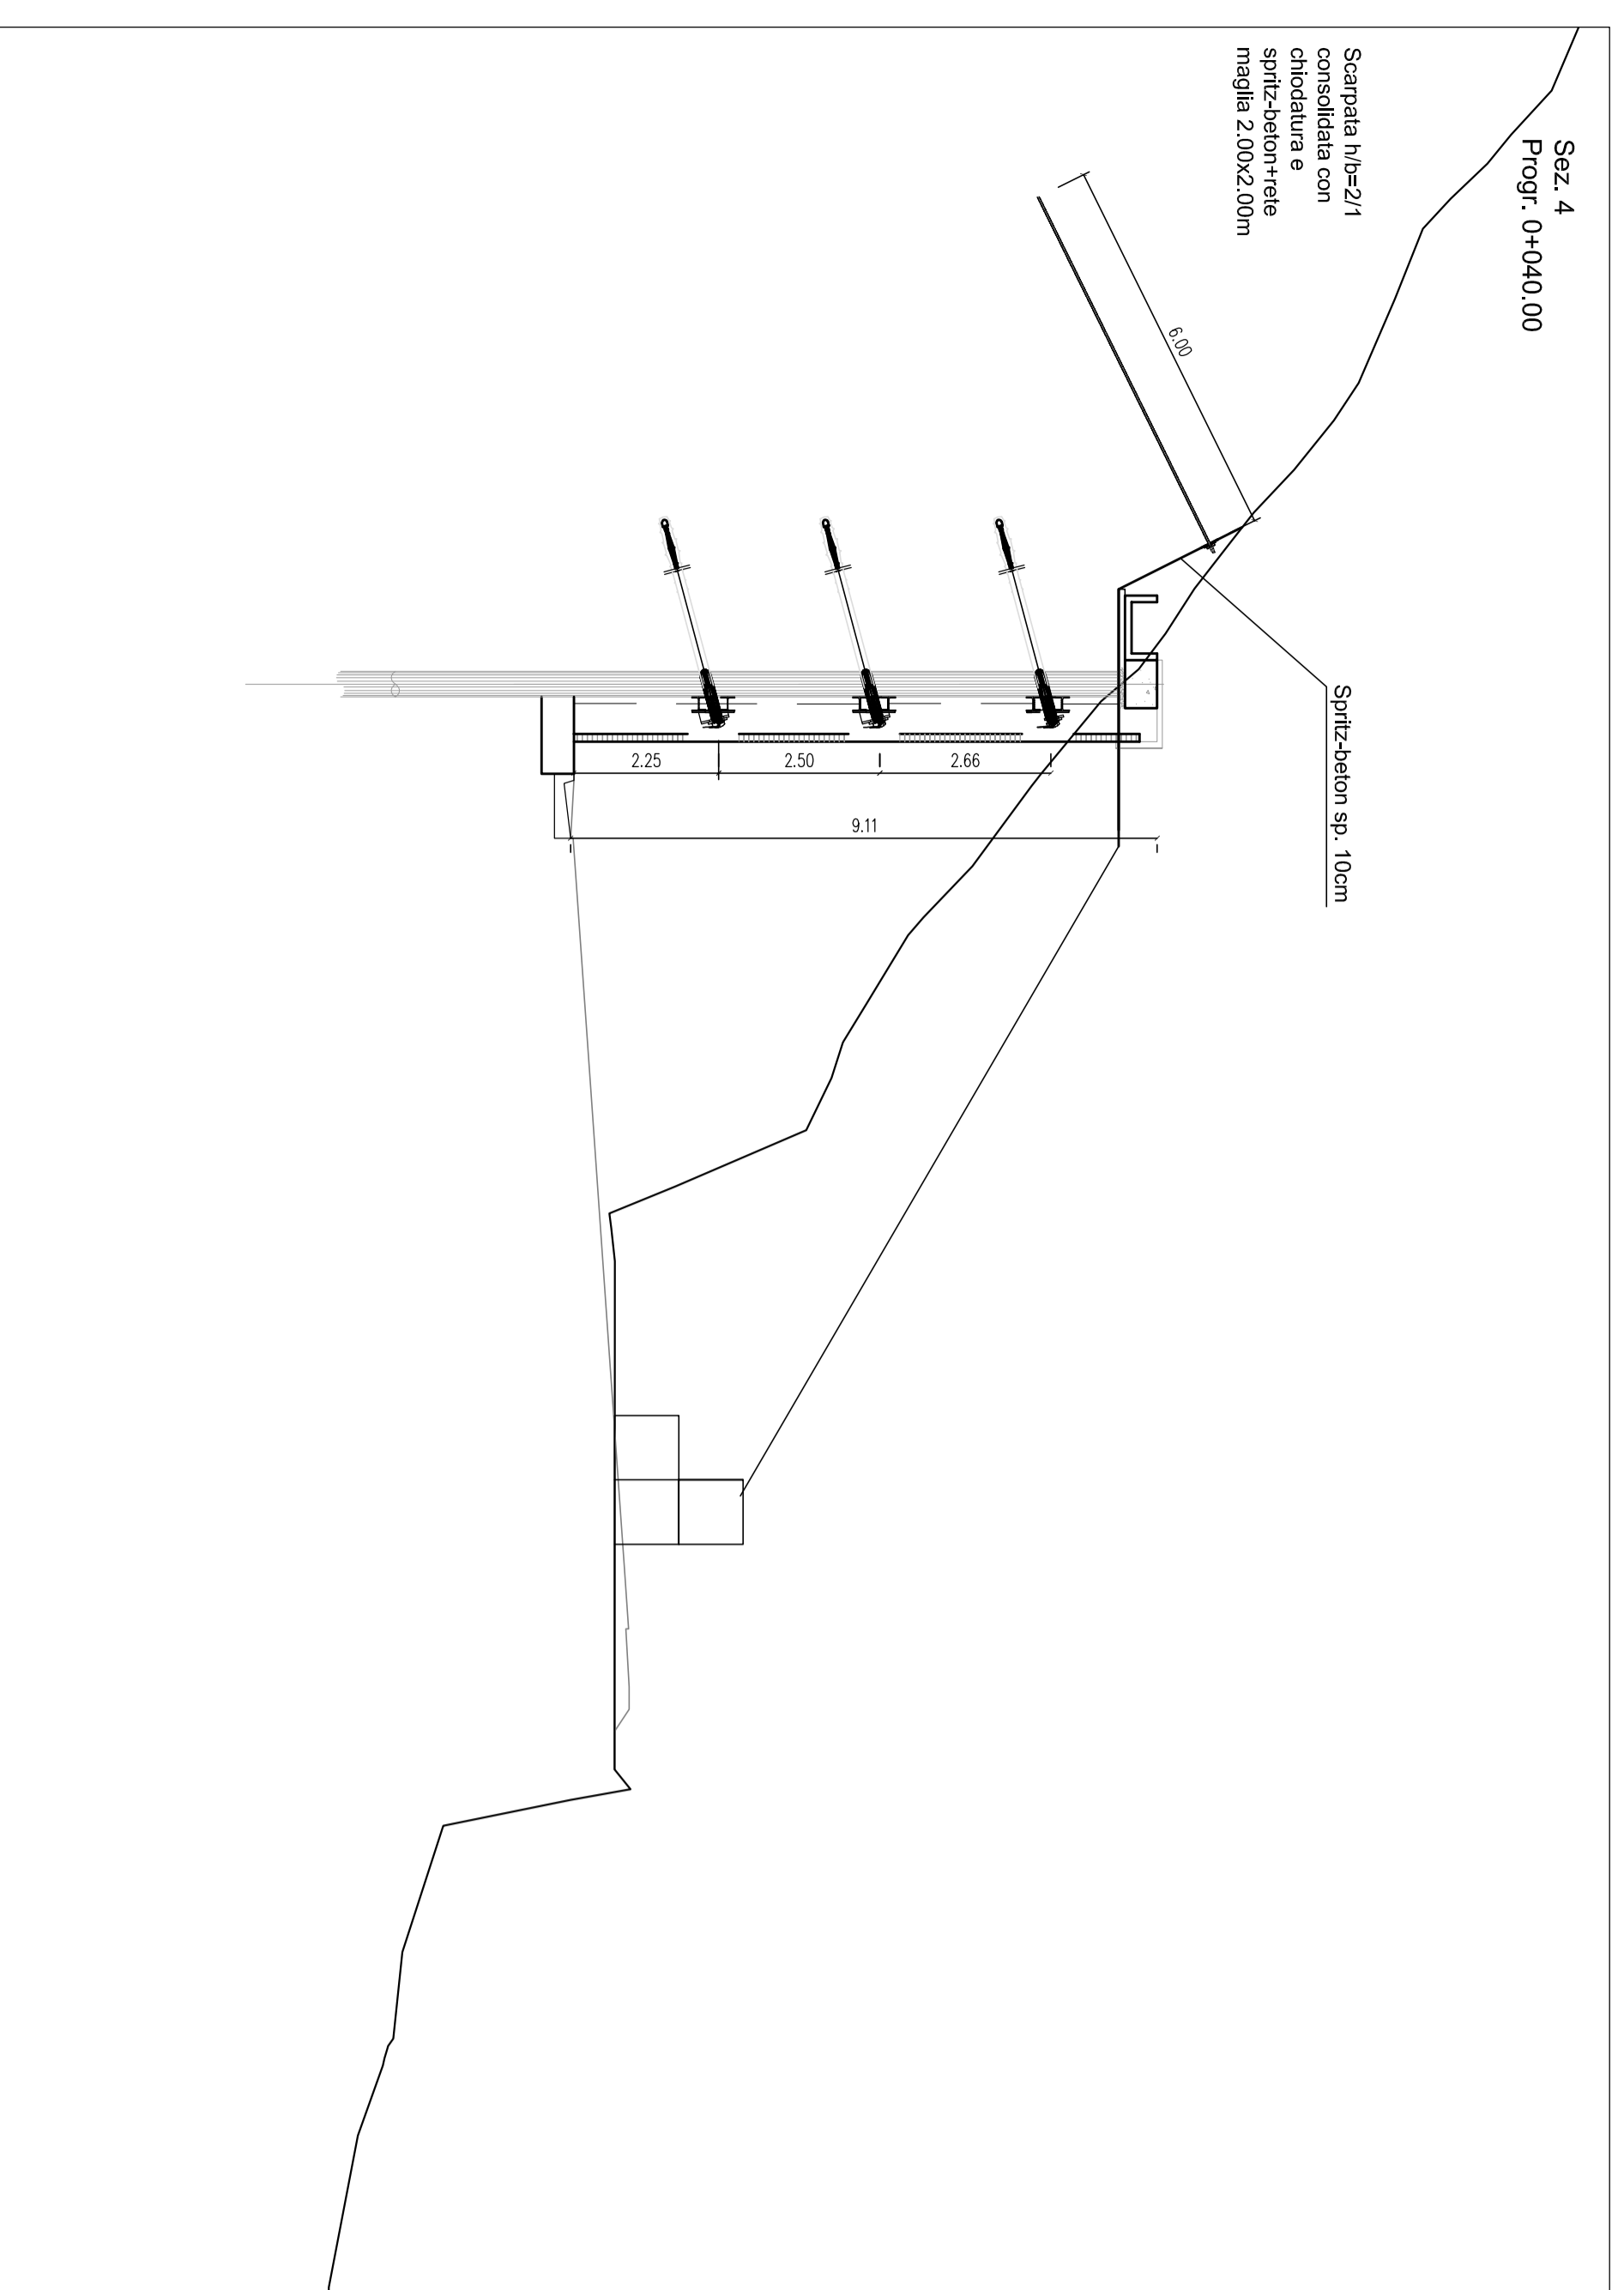 Sez. 4
Progr. 0+040.00
Scarpata h/b=2/1
consolidata con
chiodatura e
spritz-beton+rete
maglia 2.00x2.00m
6.00
Spritz-beton sp. 10cm
2.25
2.50
2.66
9.11